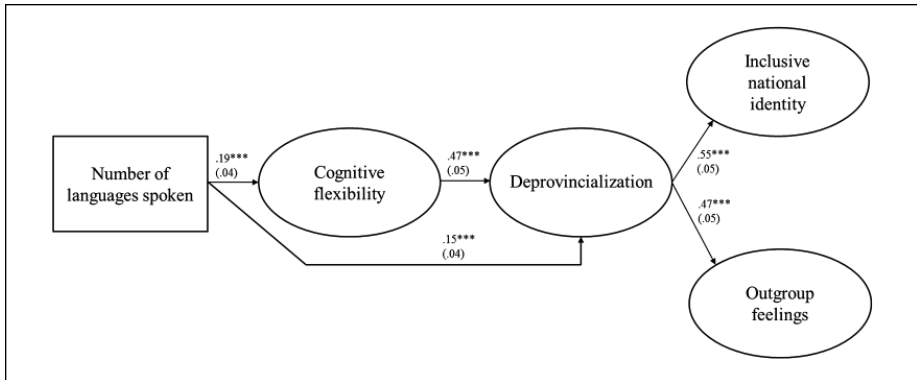 Inclusive
national
identity
.19***
(.04)
.47***
(.05)
.55***
(.05)
Number of
languages spoken
Cognitive
flexibility
Deprovincialization
.47***
(.05)
.15***
(.04)
Outgroup
feelings